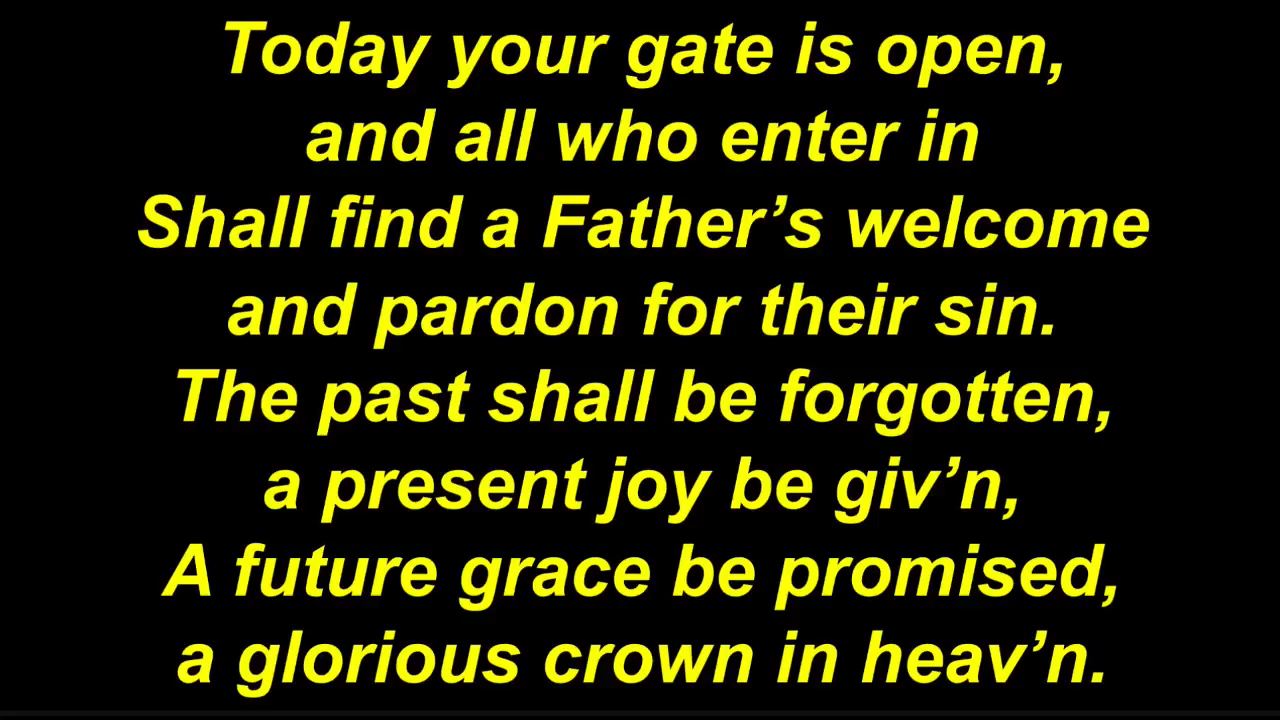 Today your gate is open,
and all who enter in
Shall find a Father’s welcome
and pardon for their sin.
The past shall be forgotten,
a present joy be giv’n,
A future grace be promised,
a glorious crown in heav’n.